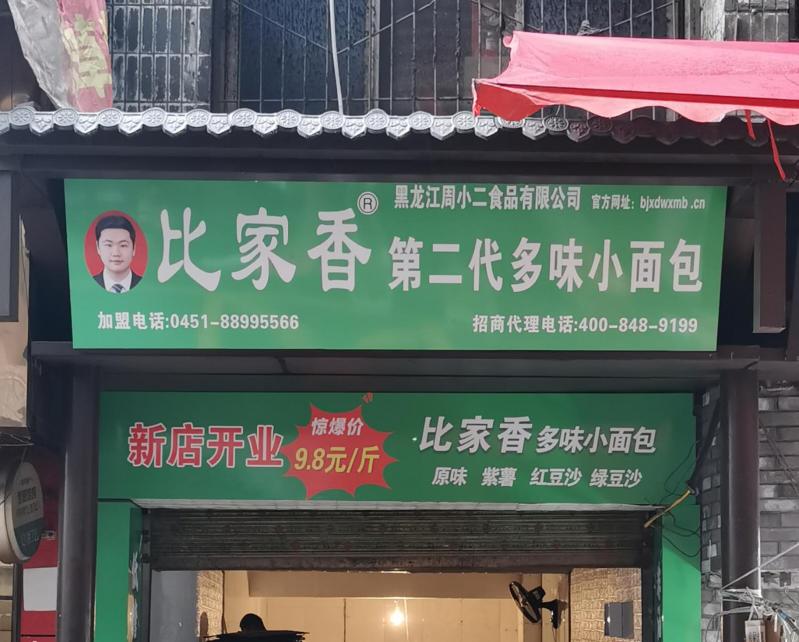 黑龙江周小二食品有限公司 官方网址: bjxdwxmb .cn
比家香® 第二代多味小面包
加盟电话:0451-88995566 招商代理电话:400-848-9199
新店开业 惊爆价 比家香 多味小面包
9.8元/斤 原味 紫薯 红豆沙 绿豆沙